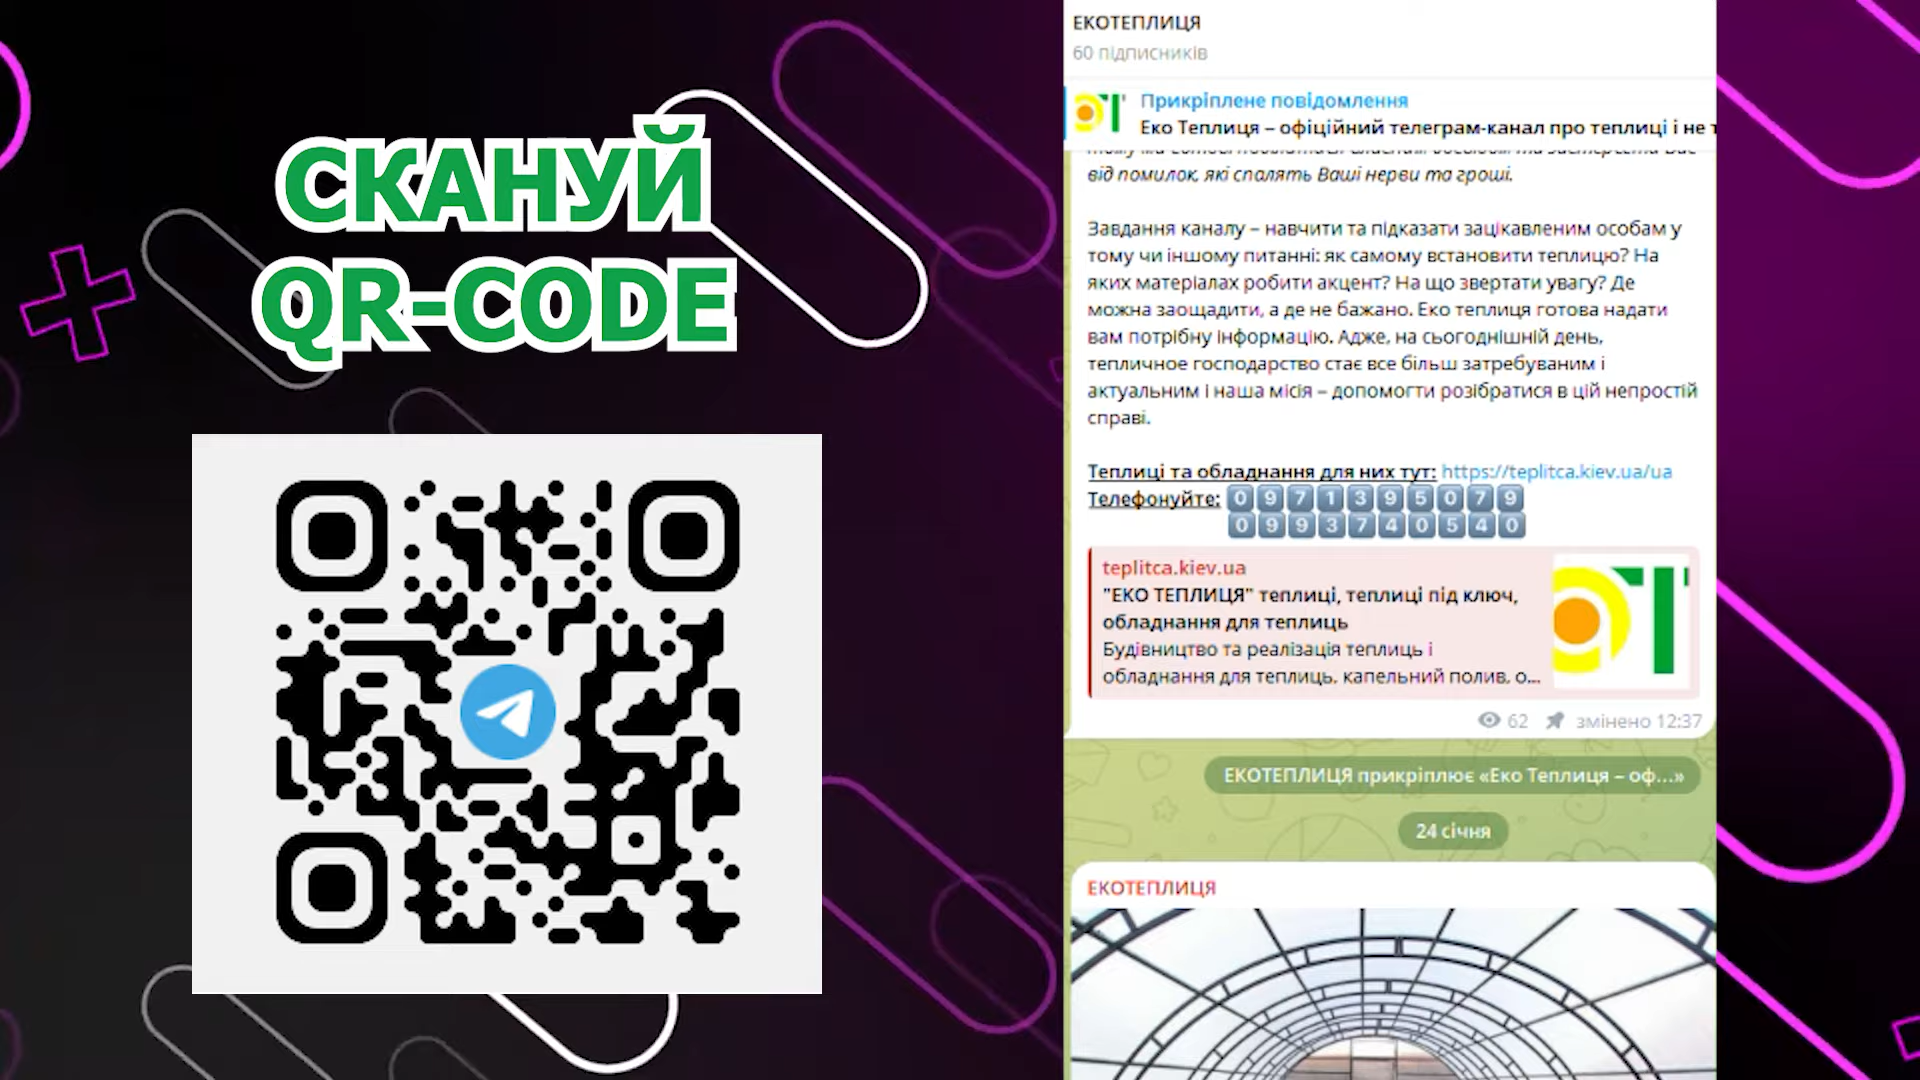 СКАНУЙ
QR-CODE
ЕКОТЕПЛИЦЯ
60 підписників
Прикріплене повідомлення
Еко Теплиця – офіційний телеграм-канал про теплиці і не т
від помилок, які спалять Ваші нерви та гроші.
Завдання каналу – навчити та підказати зацікавленим особам у
тому чи іншому питанні: як самому встановити теплицю? На
яких матеріалах робити акцент? На що звертати увагу? Де
можна заощадити, а де не бажано. Еко теплиця готова надати
вам потрібну інформацію. Адже, на сьогоднішній день,
тепличне господарство стає все більш затребуваним і
актуальним і наша місія – допомогти розібратися в цій непростій
справі.
Теплиці та обладнання для них тут: https://teplitca.kiev.ua/ua
Телефонуйте: 0971395079
0993740540
teplitca.kiev.ua
"ЕКО ТЕПЛИЦЯ" теплиці, теплиці під ключ,
обладнання для теплиць
Будівництво та реалізація теплиць і
обладнання для теплиць. капельний полив. о...
62 змінено 12:37
ЕКОТЕПЛИЦЯ прикріплює «Еко Теплиця – оф...»
24 січня
ЕКОТЕПЛИЦЯ